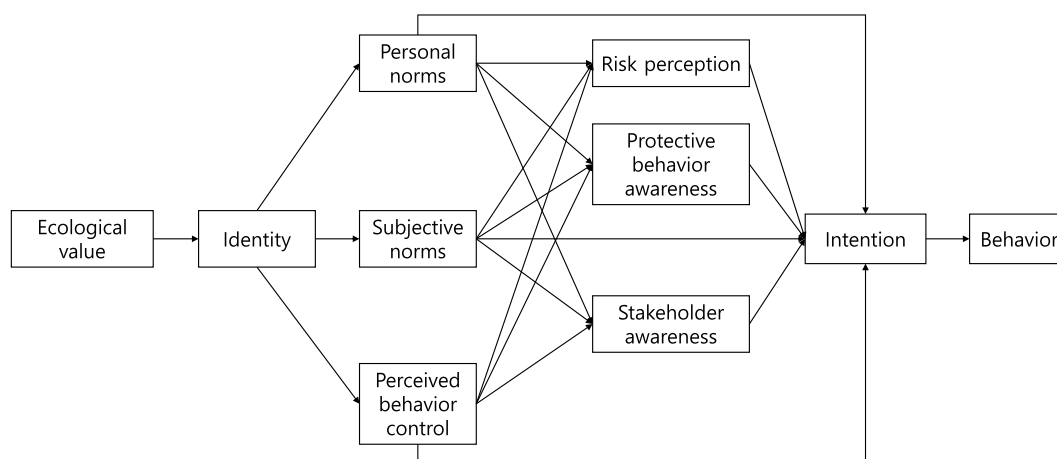 Personal
norms
Risk perception
Protective
behavior
awareness
Ecological
value
Identity
Subjective
norms
Intention
Behavior
Stakeholder
awareness
Perceived
behavior
control